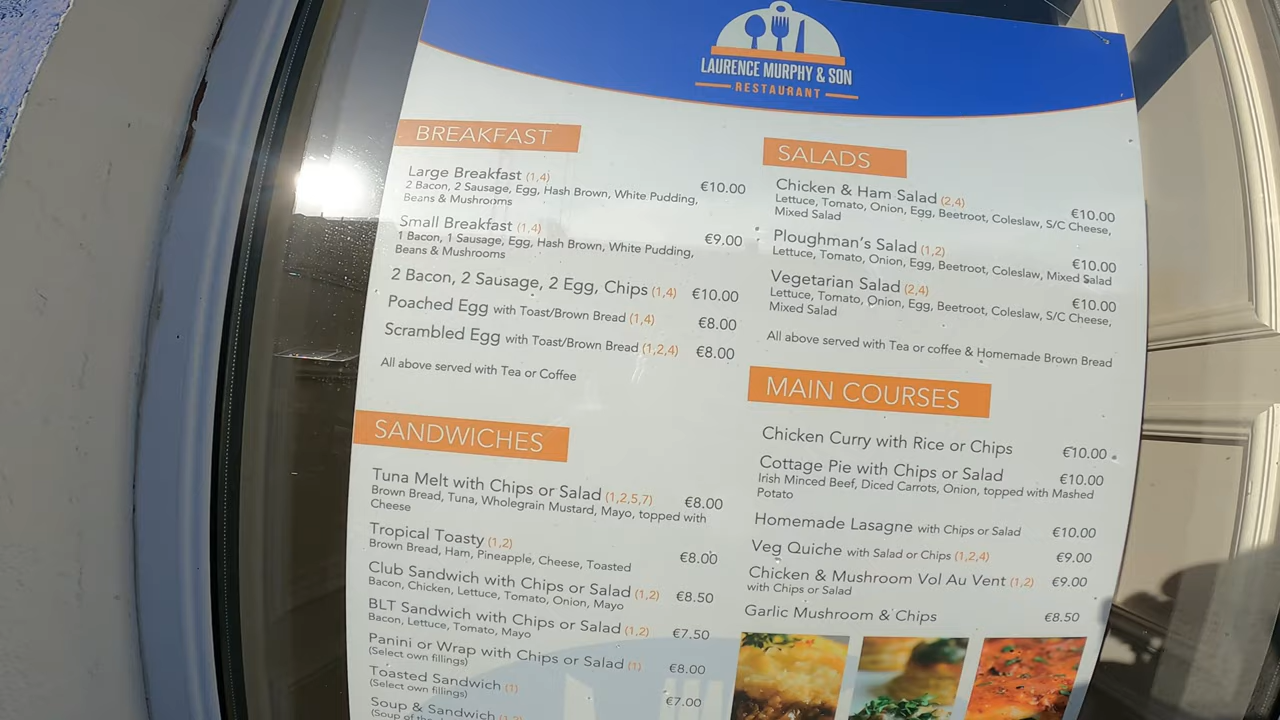 LAURENCE MURPHY & SON
RESTAURANT
BREAKFAST
Large Breakfast (1,4) €10.00
2 Bacon, 2 Sausage, Egg, Hash Brown, White Pudding,
Beans & Mushrooms
Small Breakfast (1,4) €9.00
1 Bacon, 1 Sausage, Egg, Hash Brown, White Pudding,
Beans & Mushrooms
2 Bacon, 2 Sausage, 2 Egg, Chips (1,4) €10.00
Poached Egg with Toast/Brown Bread (1,4) €8.00
Scrambled Egg with Toast/Brown Bread (1,2,4) €8.00
All above served with Tea or Coffee
SANDWICHES
Tuna Melt with Chips or Salad (1,2,5,7) €8.00
Brown Bread, Tuna, Wholegrain Mustard, Mayo, topped with
Cheese
Tropical Toasty (1,2) €8.00
Brown Bread, Ham, Pineapple, Cheese, Toasted
Club Sandwich with Chips or Salad (1,2) €8.50
Bacon, Chicken, Lettuce, Tomato, Onion, Mayo
BLT Sandwich with Chips or Salad (1,2) €7.50
Bacon, Lettuce, Tomato, Mayo
Panini or Wrap with Chips or Salad (1) €8.00
(Select own fillings)
Toasted Sandwich (1) €7.00
(Select own fillings)
Soup & Sandwich
(Soup of the
SALADS
Chicken & Ham Salad (2,4) €10.00
Lettuce, Tomato, Onion, Egg, Beetroot, Coleslaw, S/C Cheese,
Mixed Salad
Ploughman's Salad (1,2) €10.00
Lettuce, Tomato, Onion, Egg, Beetroot, Coleslaw, Mixed Salad
Vegetarian Salad (2,4) €10.00
Lettuce, Tomato, Onion, Egg, Beetroot, Coleslaw, S/C Cheese,
Mixed Salad
All above served with Tea or coffee & Homemade Brown Bread
MAIN COURSES
Chicken Curry with Rice or Chips €10.00
Cottage Pie with Chips or Salad €10.00
Irish Minced Beef, Diced Carrots, Onion, topped with Mashed
Potato
Homemade Lasagne with Chips or Salad €10.00
Veg Quiche with Salad or Chips (1,2,4) €9.00
Chicken & Mushroom Vol Au Vent (1,2) €9.00
with Chips or Salad
Garlic Mushroom & Chips €8.50